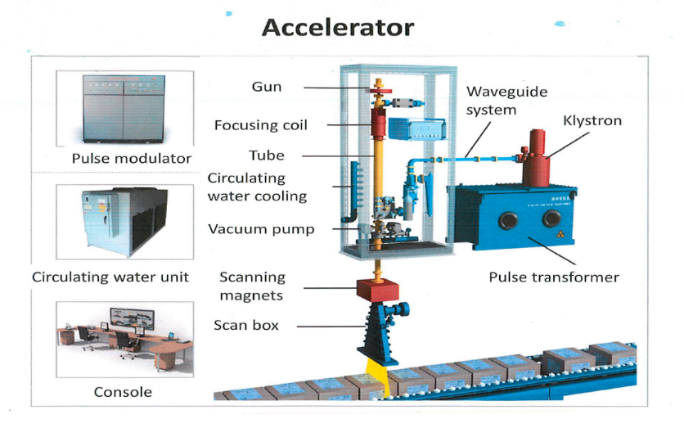 Accelerator
Pulse modulator
Circulating water unit
Console
Gun
Focusing coil
Tube
Circulating
water cooling
Vacuum pump
Scanning
magnets
Scan box
Waveguide
system
Klystron
Pulse transformer